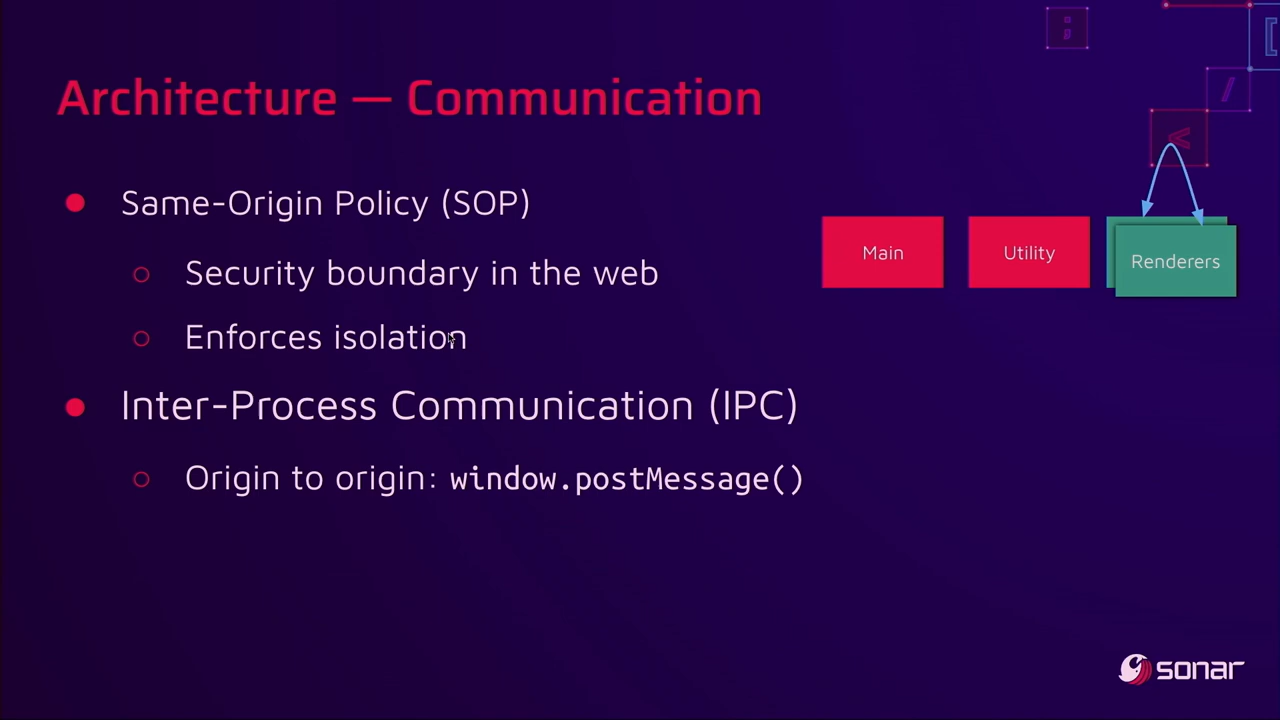 ;
[
/
<
Architecture — Communication
Same-Origin Policy (SOP)
Security boundary in the web
Enforces isolation
Inter-Process Communication (IPC)
Origin to origin: window.postMessage()
Main
Utility
Renderers
sonar